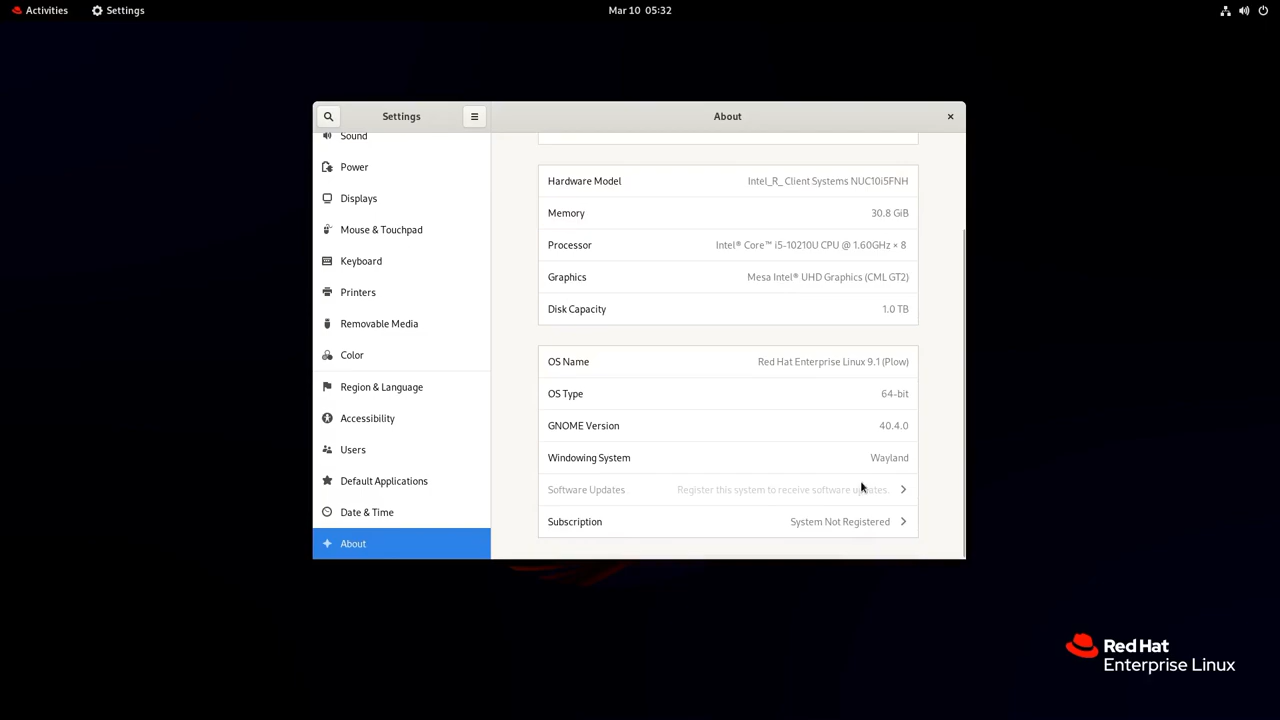 Activities
Settings
Mar 10 05:32
Settings
About
Sound
Power
Displays
Mouse & Touchpad
Keyboard
Printers
Removable Media
Color
Region & Language
Accessibility
Users
Default Applications
Date & Time
About
Hardware Model Intel_R_ Client Systems NUC10i5FNH
Memory 30.8 GiB
Processor Intel® Core™ i5-10210U CPU @ 1.60GHz × 8
Graphics Mesa Intel® UHD Graphics (CML GT2)
Disk Capacity 1.0 TB
OS Name Red Hat Enterprise Linux 9.1 (Plow)
OS Type 64-bit
GNOME Version 40.4.0
Windowing System Wayland
Software Updates Register this system to receive software updates.
Subscription System Not Registered
Red Hat
Enterprise Linux